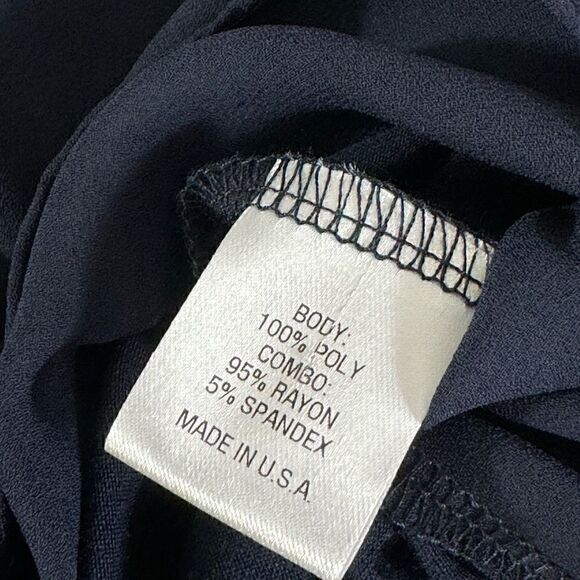 BODY:
100% POLY
COMBO:
95% RAYON
5% SPANDEX
MADE IN U.S.A.